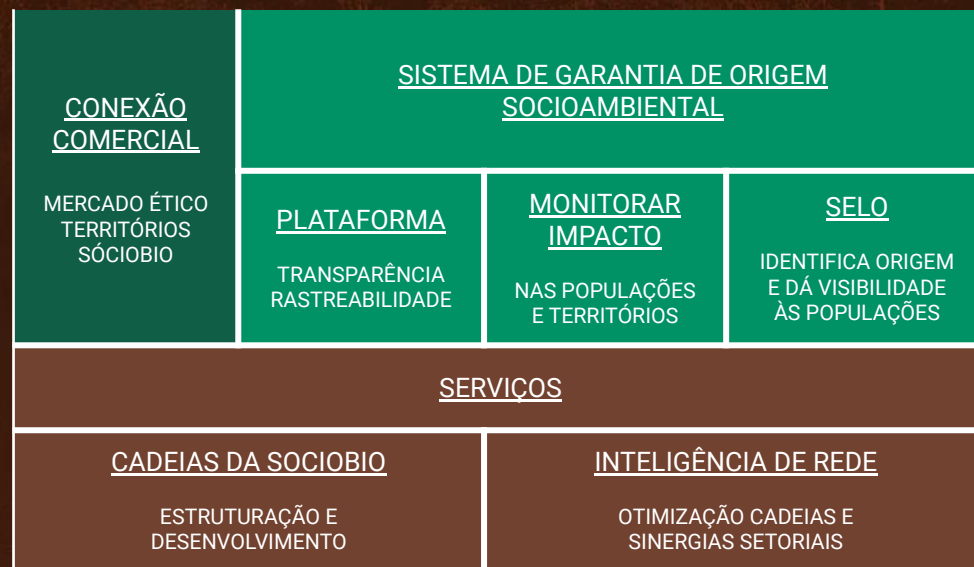 CONEXÃO
COMERCIAL
MERCADO ÉTICO
TERRITÓRIOS
SÓCIOBIO
SISTEMA DE GARANTIA DE ORIGEM
SOCIOAMBIENTAL
PLATAFORMA
TRANSPARÊNCIA
RASTREABILIDADE
MONITORAR
IMPACTO
NAS POPULAÇÕES
E TERRITÓRIOS
SELO
IDENTIFICA ORIGEM
E DÁ VISIBILIDADE
ÀS POPULAÇÕES
SERVIÇOS
CADEIAS DA SOCIOBIO
ESTRUTURAÇÃO E
DESENVOLVIMENTO
INTELIGÊNCIA DE REDE
OTIMIZAÇÃO CADEIAS E
SINERGIAS SETORIAIS